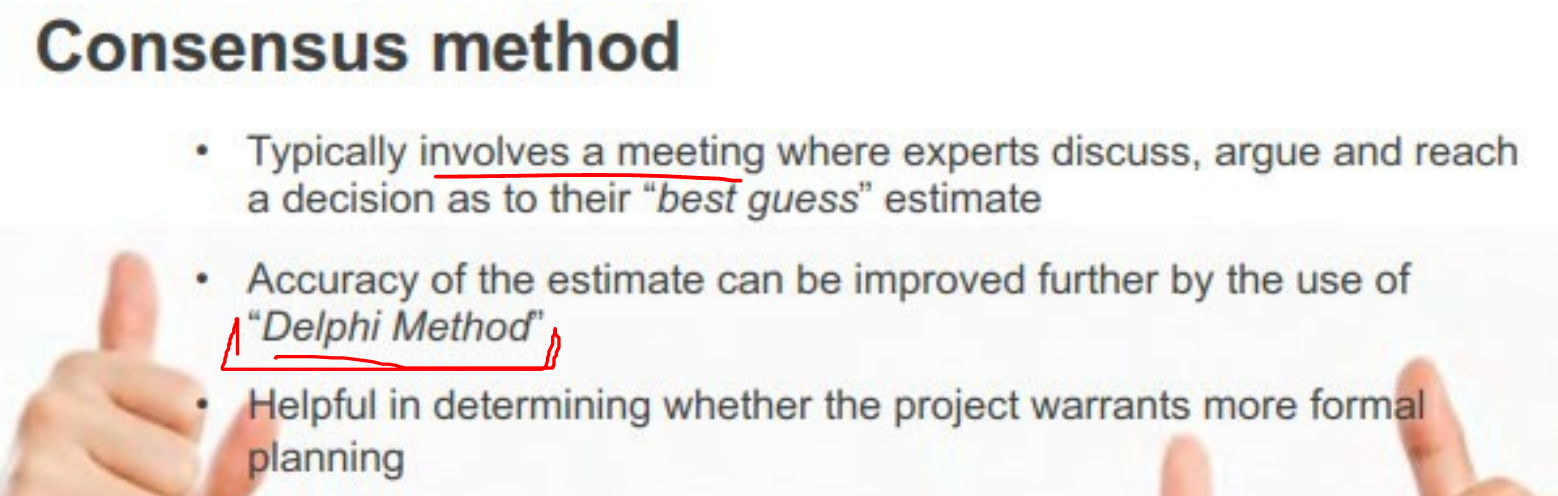 Consensus method
• Typically involves a meeting where experts discuss, argue and reach
a decision as to their “best guess” estimate
• Accuracy of the estimate can be improved further by the use of
“Delphi Method”
• Helpful in determining whether the project warrants more formal
planning